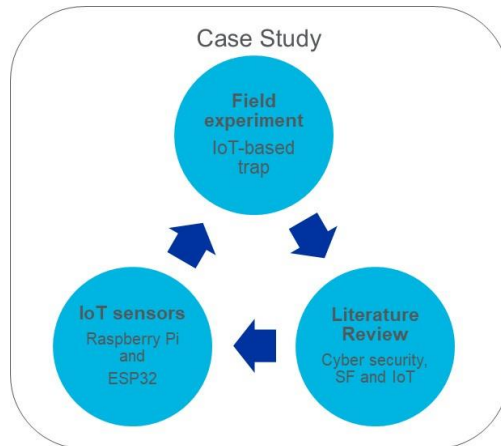 Case Study
Field
experiment
IoT-based
trap
IoT sensors
Raspberry Pi
and
ESP32
Literature
Review
Cyber security,
SF and IoT